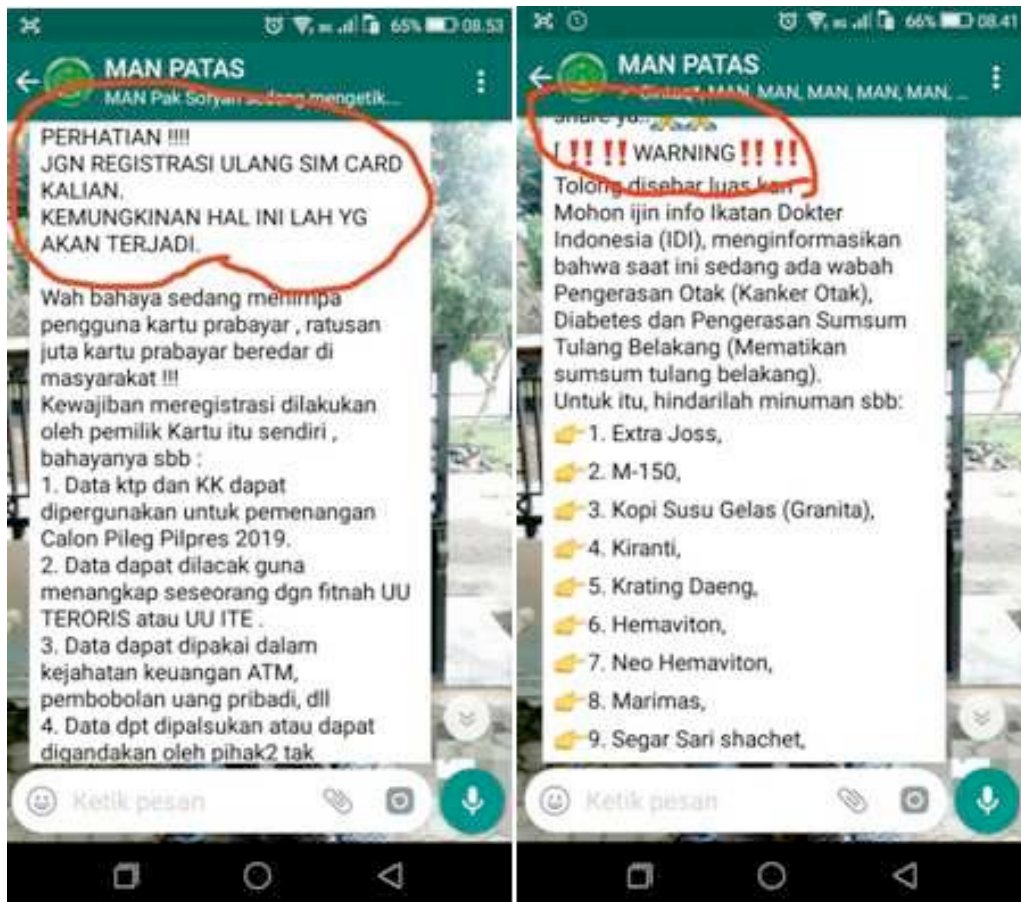 65% 08.53
MAN PATAS
MAN Pak Sofyan sedang mengetik...
PERHATIAN !!!!
JGN REGISTRASI ULANG SIM CARD
KALIAN.
KEMUNGKINAN HAL INI LAH YG
AKAN TERJADI.
Wah bahaya sedang menimpa
pengguna kartu prabayar , ratusan
juta kartu prabayar beredar di
masyarakat !!!
Kewajiban meregistrasi dilakukan
oleh pemilik Kartu itu sendiri ,
bahayanya sbb :
1. Data ktp dan KK dapat
dipergunakan untuk pemenangan
Calon Pileg Pilpres 2019.
2. Data dapat dilacak guna
menangkap seseorang dgn fitnah UU
TERORIS atau UU ITE .
3. Data dapat dipakai dalam
kejahatan keuangan ATM,
pembobolan uang pribadi, dll
4. Data dpt dipalsukan atau dapat
digandakan oleh pihak2 tak
Ketik pesan
66% 08.41
MAN PATAS
MAN, MAN, MAN, MAN, MAN, ...
share ya..🙏🙏
[ ‼️ ‼️ WARNING ‼️ ‼️
Tolong disebar luas kan
Mohon ijin info Ikatan Dokter
Indonesia (IDI), menginformasikan
bahwa saat ini sedang ada wabah
Pengerasan Otak (Kanker Otak),
Diabetes dan Pengerasan Sumsum
Tulang Belakang (Mematikan
sumsum tulang belakang).
Untuk itu, hindarilah minuman sbb:
👉1. Extra Joss,
👉2. M-150,
👉3. Kopi Susu Gelas (Granita),
👉4. Kiranti,
👉5. Krating Daeng,
👉6. Hemaviton,
👉7. Neo Hemaviton,
👉8. Marimas,
👉9. Segar Sari shachet,
Ketik pesan